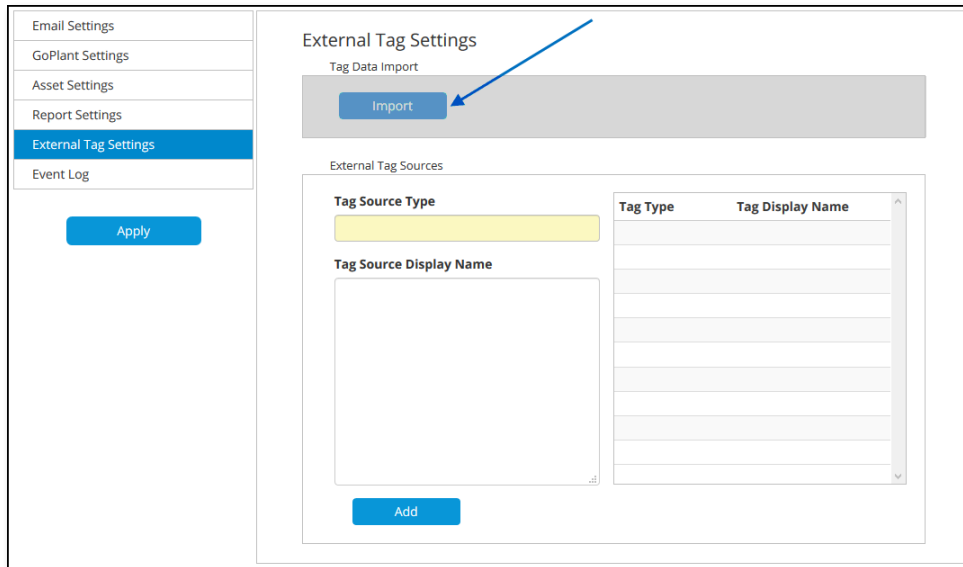 Email Settings
GoPlant Settings
Asset Settings
Report Settings
External Tag Settings
Event Log
Apply
External Tag Settings
Tag Data Import
Import
External Tag Sources
Tag Source Type
Tag Source Display Name
Add
Tag Type Tag Display Name